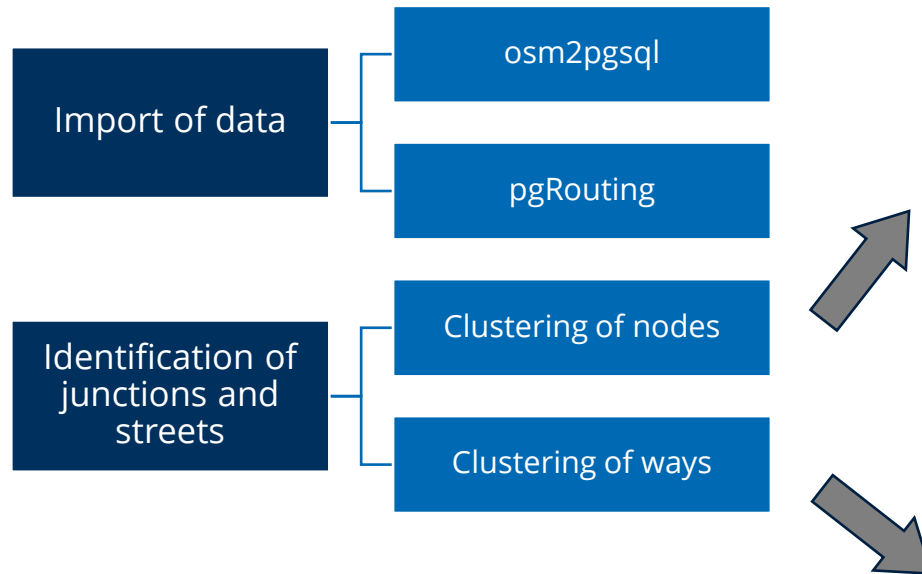 Import of data
osm2pgsql
pgRouting
Identification of
junctions and
streets
Clustering of nodes
Clustering of ways